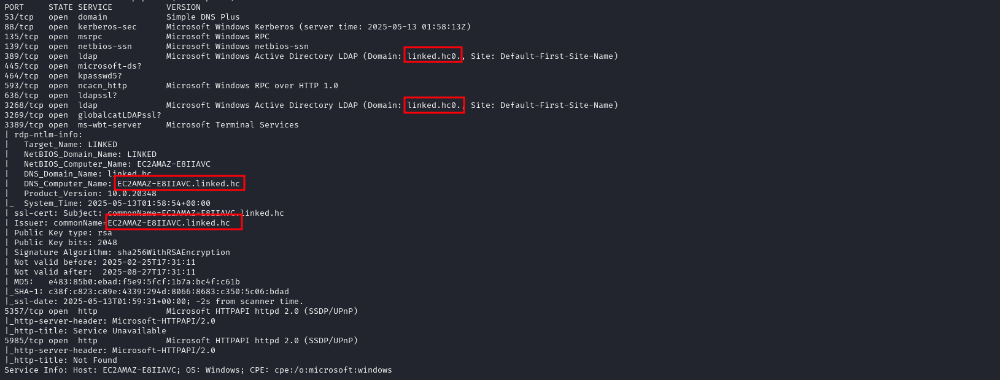 PORT     STATE SERVICE           VERSION
53/tcp   open  domain            Simple DNS Plus
88/tcp   open  kerberos-sec      Microsoft Windows Kerberos (server time: 2025-05-13 01:58:13Z)
135/tcp  open  msrpc             Microsoft Windows RPC
139/tcp  open  netbios-ssn       Microsoft Windows netbios-ssn
389/tcp  open  ldap              Microsoft Windows Active Directory LDAP (Domain: linked.hc0., Site: Default-First-Site-Name)
445/tcp  open  microsoft-ds?
464/tcp  open  kpasswd5?
593/tcp  open  ncacn_http        Microsoft Windows RPC over HTTP 1.0
636/tcp  open  ldapssl?
3268/tcp open  ldap              Microsoft Windows Active Directory LDAP (Domain: linked.hc0., Site: Default-First-Site-Name)
3269/tcp open  globalcatLDAPssl?
3389/tcp open  ms-wbt-server     Microsoft Terminal Services
| rdp-ntlm-info:
|   Target_Name: LINKED
|   NetBIOS_Domain_Name: LINKED
|   NetBIOS_Computer_Name: EC2AMAZ-E8IIAVC
|   DNS_Domain_Name: linked.hc
|   DNS_Computer_Name: EC2AMAZ-E8IIAVC.linked.hc
|   Product_Version: 10.0.20348
|_  System_Time: 2025-05-13T01:58:54+00:00
| ssl-cert: Subject: commonName=EC2AMAZ-E8IIAVC.linked.hc
| Issuer: commonName=EC2AMAZ-E8IIAVC.linked.hc
| Public Key type: rsa
| Public Key bits: 2048
| Signature Algorithm: sha256WithRSAEncryption
| Not valid before: 2025-02-25T17:31:11
| Not valid after:  2025-08-27T17:31:11
| MD5:   e483:85b0:ebad:f5e9:5fcf:1b7a:bc4f:c61b
|_SHA-1: c38f:c823:c89e:4339:294d:8066:8683:c350:5c06:bdad
|_ssl-date: 2025-05-13T01:59:31+00:00; -2s from scanner time.
5357/tcp open  http              Microsoft HTTPAPI httpd 2.0 (SSDP/UPnP)
|_http-server-header: Microsoft-HTTPAPI/2.0
|_http-title: Service Unavailable
5985/tcp open  http              Microsoft HTTPAPI httpd 2.0 (SSDP/UPnP)
|_http-server-header: Microsoft-HTTPAPI/2.0
|_http-title: Not Found
Service Info: Host: EC2AMAZ-E8IIAVC; OS: Windows; CPE: cpe:/o:microsoft:windows